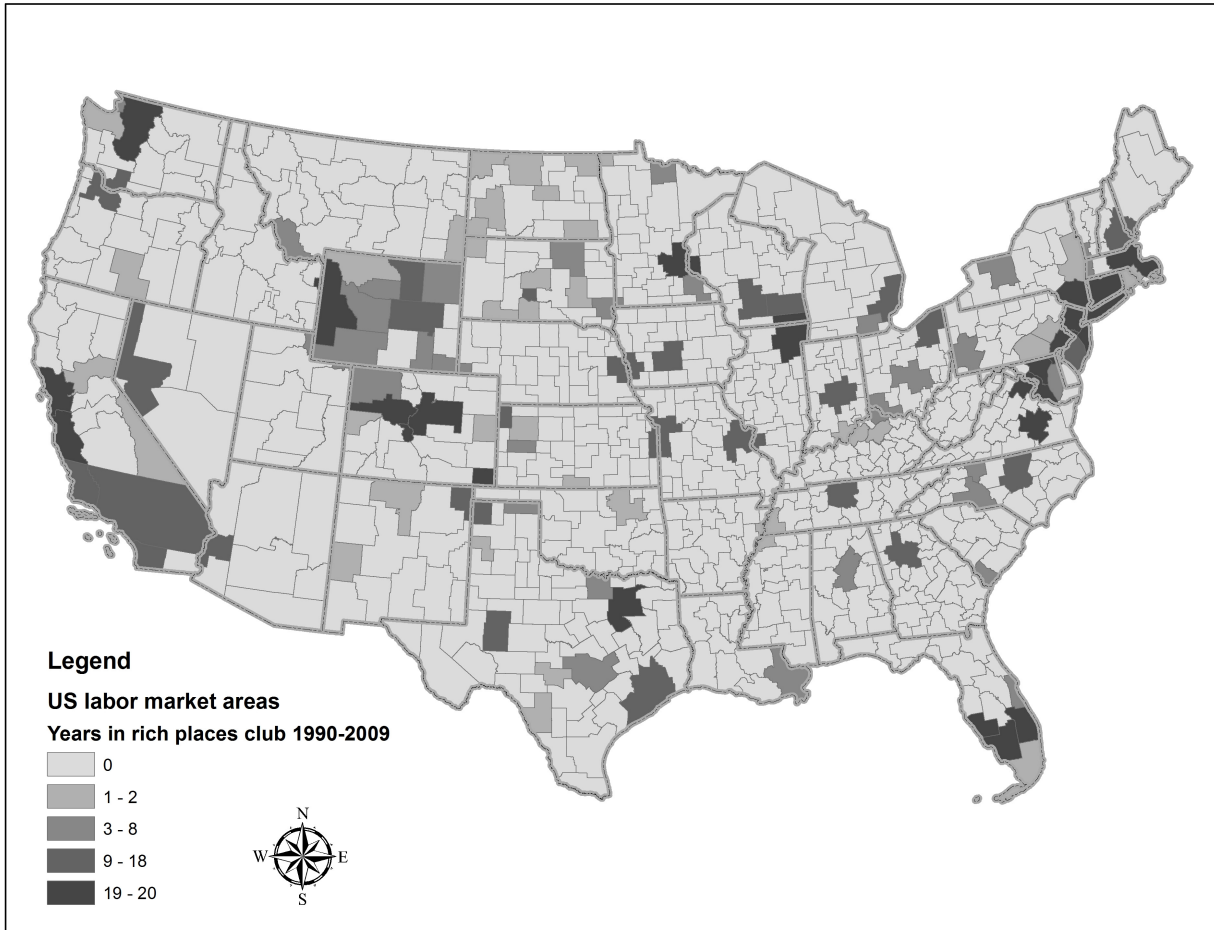 Legend
US labor market areas
Years in rich places club 1990-2009
0
1 - 2
3 - 8
9 - 18
19 - 20
N
W
E
S